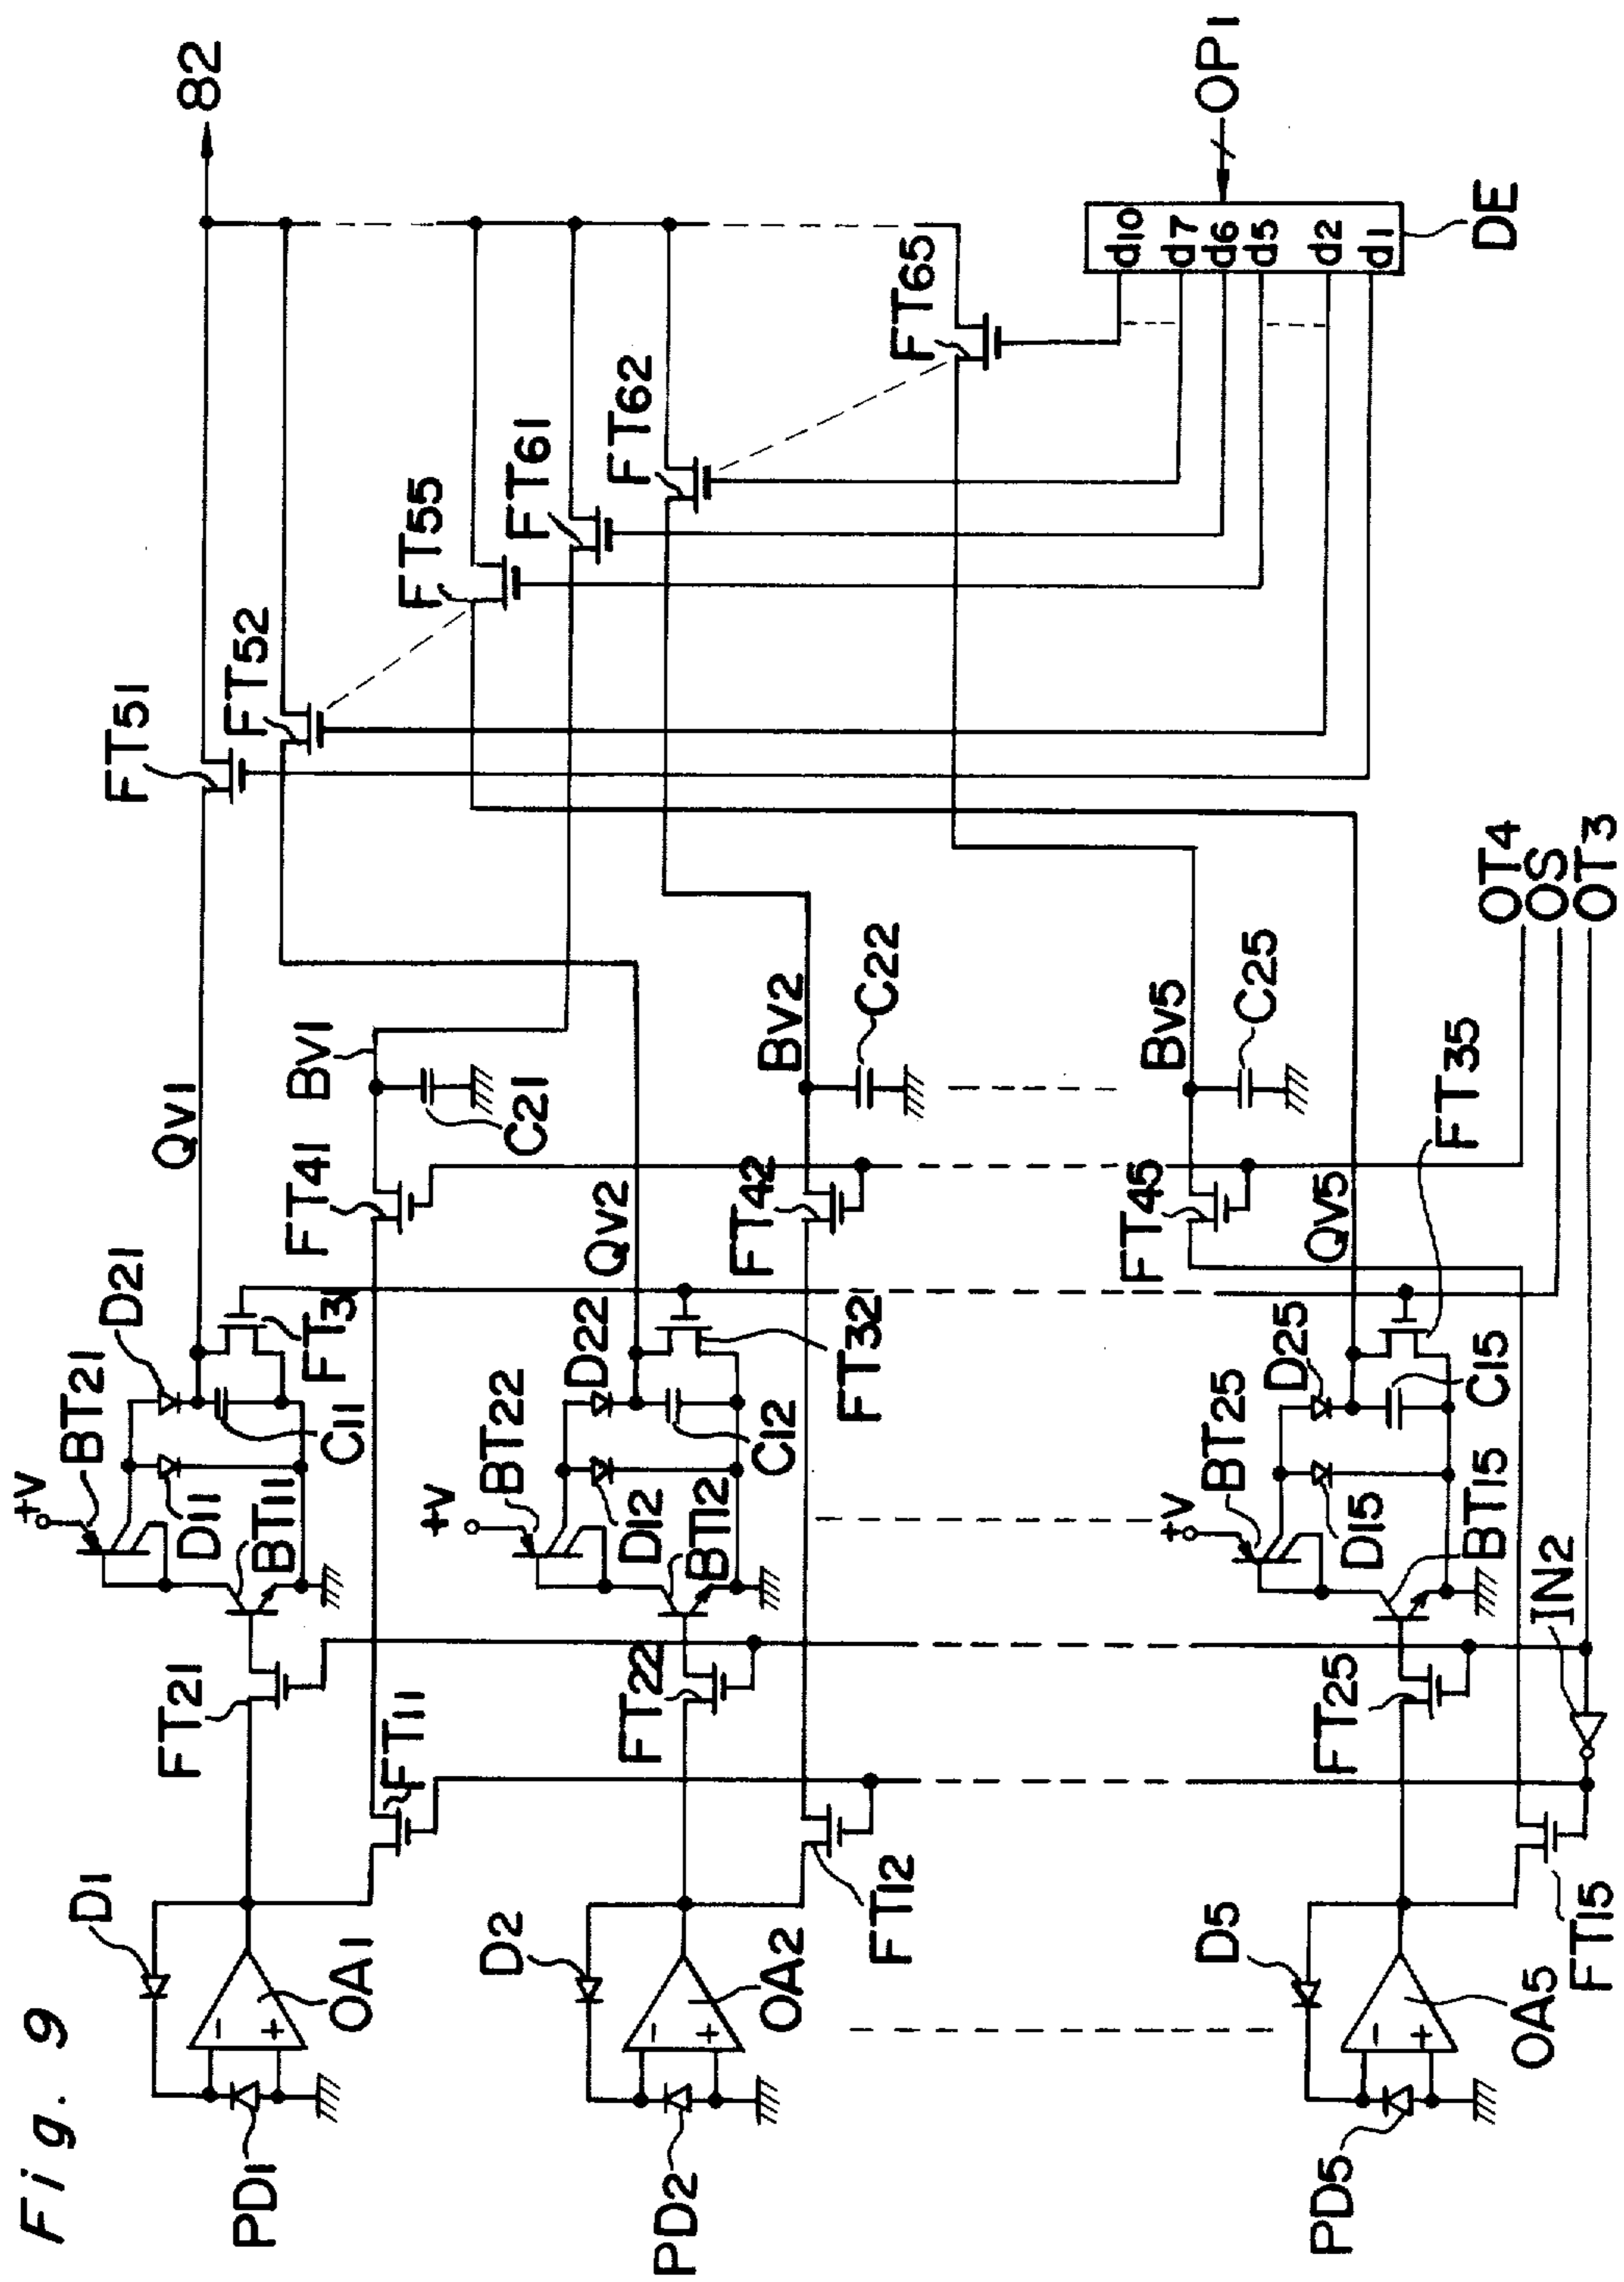 Fig. 9
PD1
D1
OA1
FT21
FT11
BT11
+V
BT21
D11
D21
C11
FT31
QV1
FT41
BV1
C21
FT51
FT52
FT55
FT61
FT62
FT65
82
PD2
D2
OA2
FT22
FT12
BT12
+V
BT22
D12
D22
C12
FT32
QV2
FT42
BV2
C22
PD5
D5
OA5
FT25
FT15
IN2
BT15
+V
BT25
D15
D25
C15
FT35
QV5
FT45
BV5
C25
OT4
OS
OT3
d10
d7
d6
d5
d2
d1
DE
OP1
- +
- +
- +